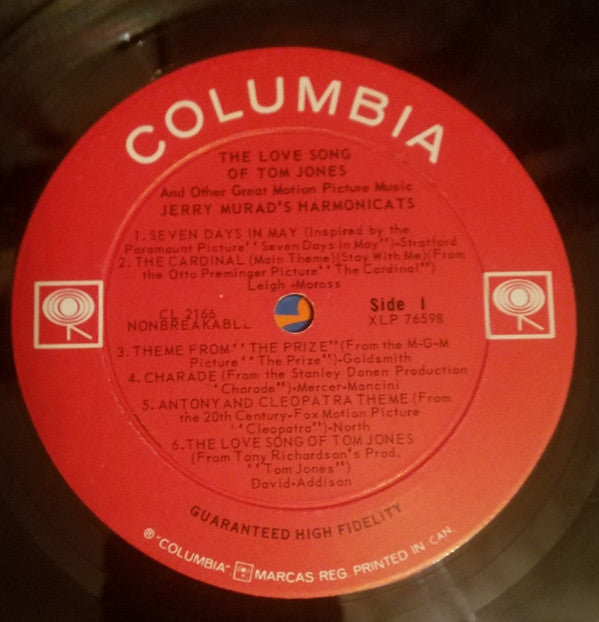 COLUMBIA
THE LOVE SONG
OF TOM JONES
And Other Great Motion Picture Music
JERRY MURAD'S HARMONICATS
1. SEVEN DAYS IN MAY (Inspired by the
Paramount Picture''Seven Days In May'')-Stratford
2. THE CARDINAL (Main Theme)(Stay With Me)(From
the Otto Preminger Picture''The Cardinal'')
Leigh-Moross
CL 2166
NONBREAKABLL
Side 1
XLP 76598
3. THEME FROM''THE PRIZE''(From the M-G-M
Picture''The Prize'')-Goldsmith
4. CHARADE (From the Stanley Donen Production
''Charade'')-Mercer-Mancini
5. ANTONY AND CLEOPATRA THEME (From
the 20th Century-Fox Motion Picture
''Cleopatra'')-North
6. THE LOVE SONG OF TOM JONES
(From Tony Richardson's Prod.
''Tom Jones'')
David-Addison
GUARANTEED HIGH FIDELITY
® "COLUMBIA" MARCAS REG. PRINTED IN CAN.